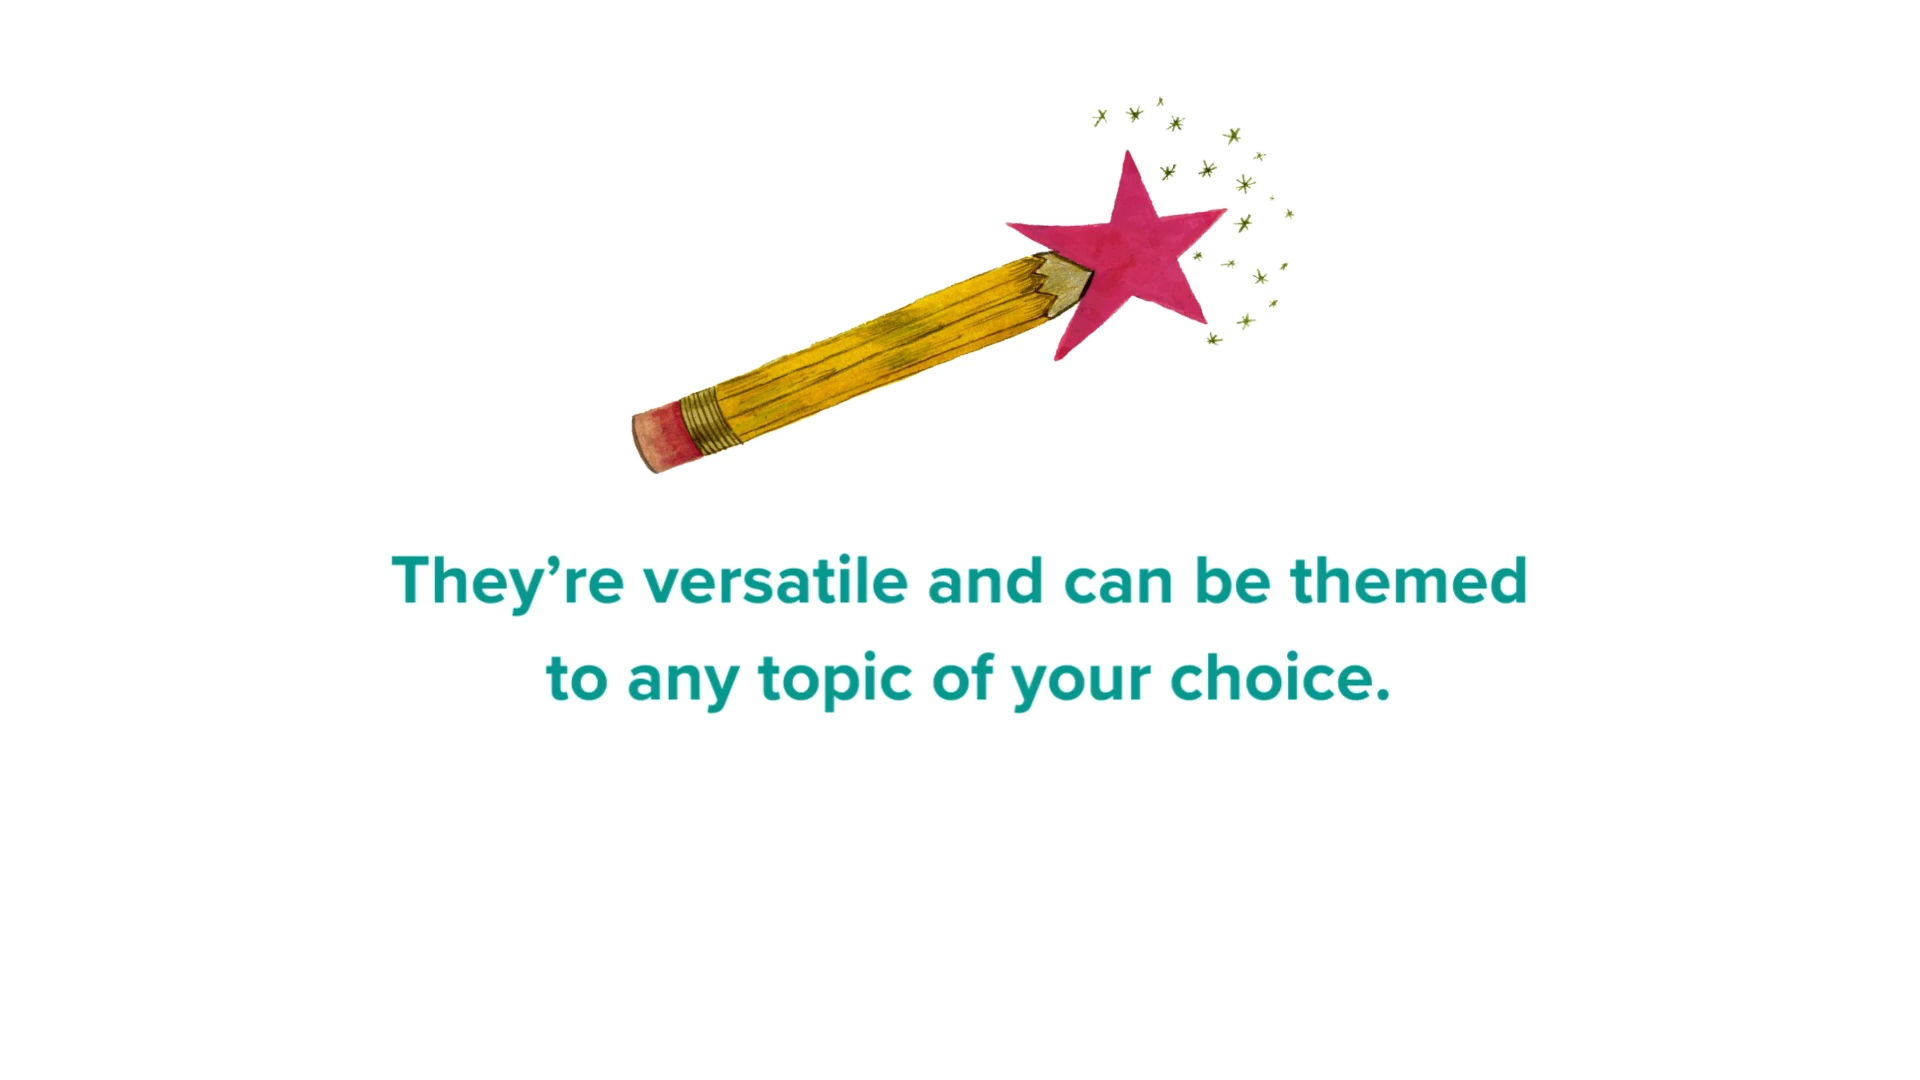 They’re versatile and can be themed
to any topic of your choice.